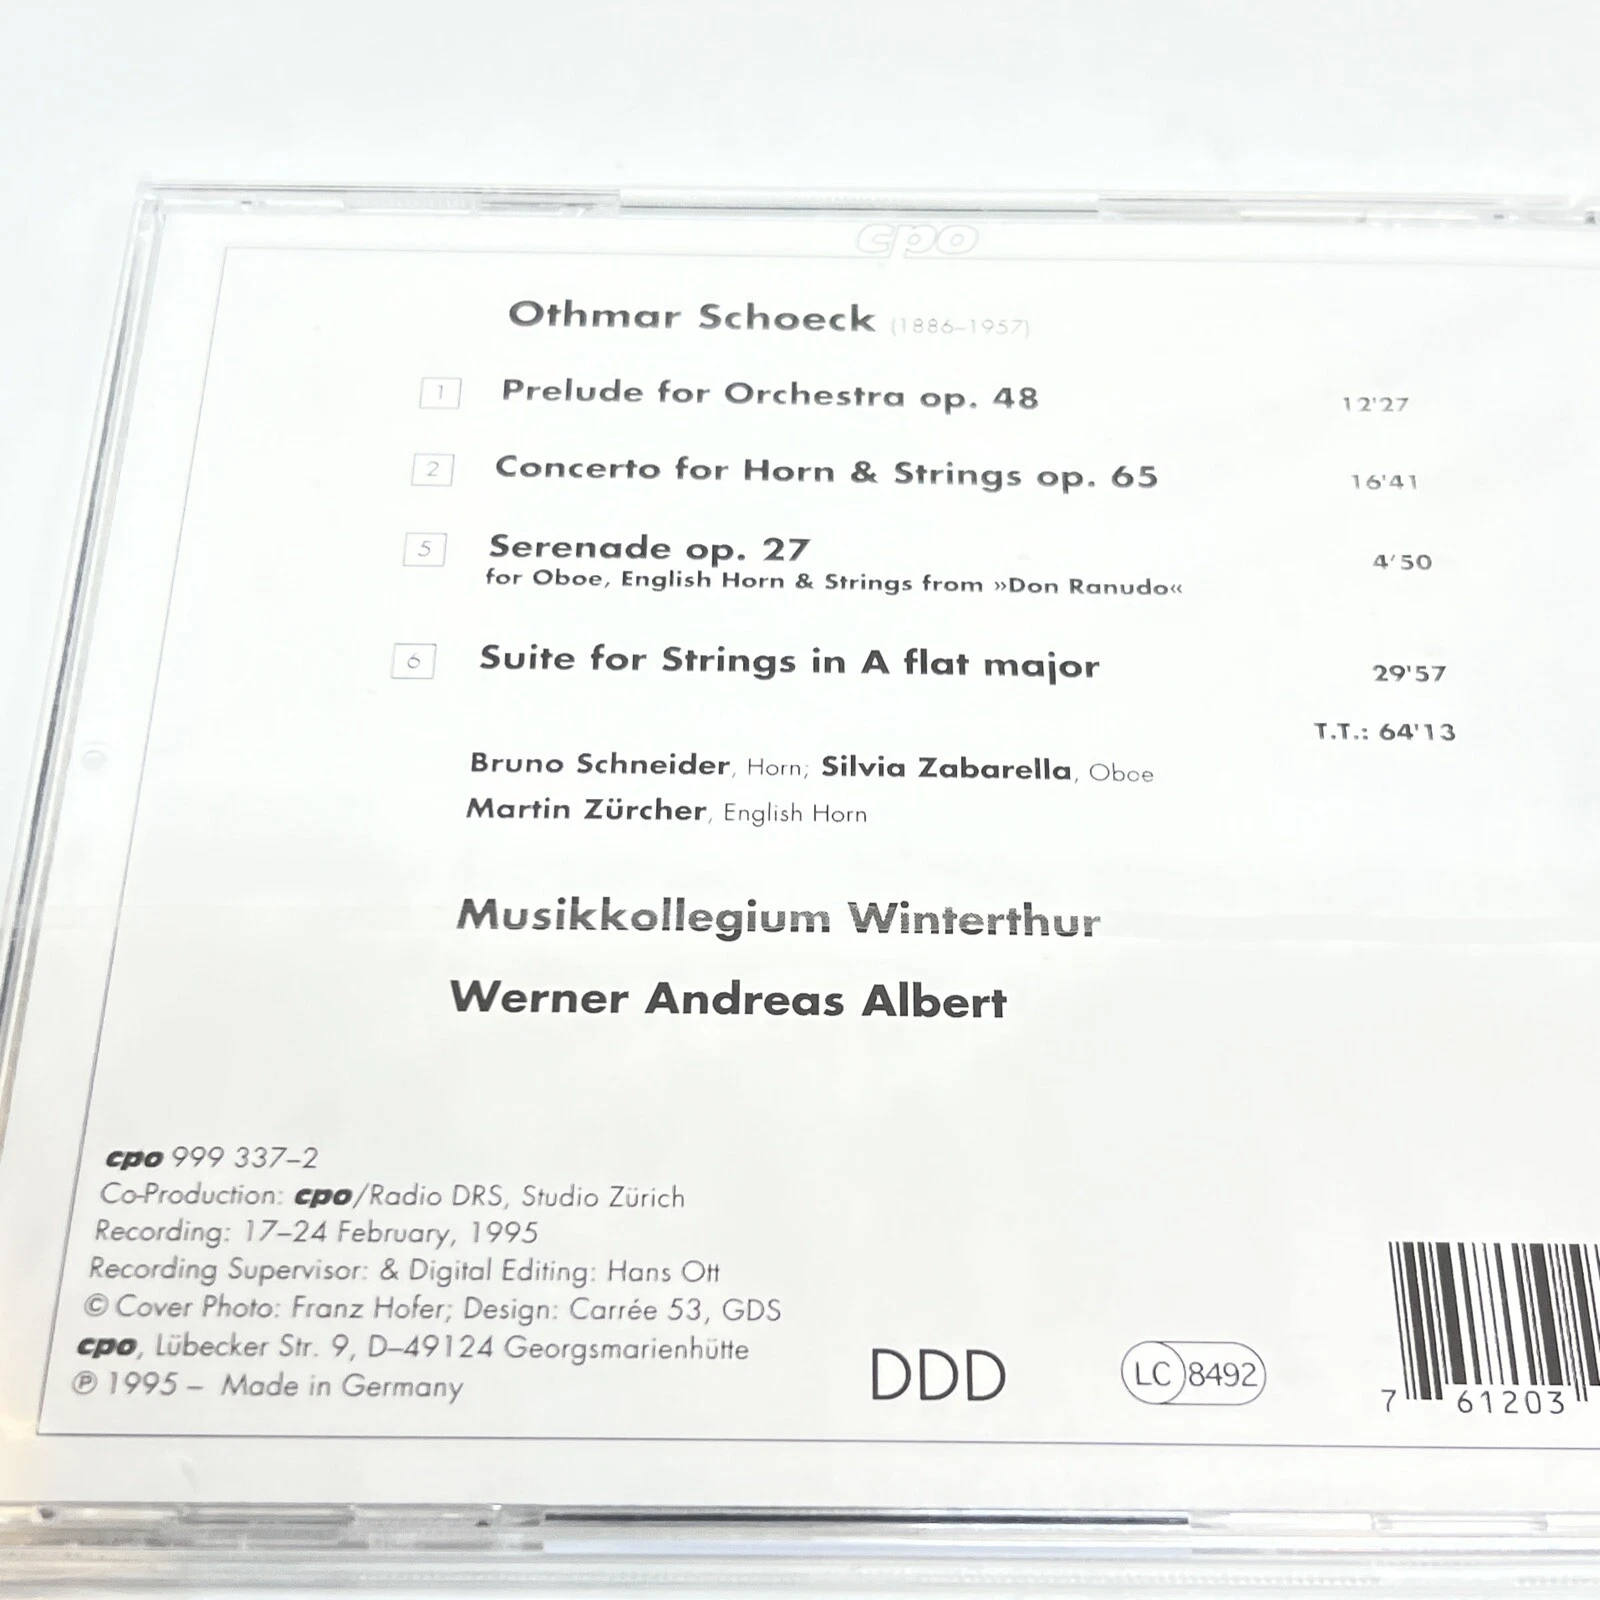 cpo
Othmar Schoeck (1886–1957)
1 Prelude for Orchestra op. 48 12'27
2 Concerto for Horn & Strings op. 65 16'41
5 Serenade op. 27 4'50
for Oboe, English Horn & Strings from »Don Ranudo«
6 Suite for Strings in A flat major 29'57
T.T.: 64'13
Bruno Schneider, Horn; Silvia Zabarella, Oboe
Martin Zürcher, English Horn
Musikkollegium Winterthur
Werner Andreas Albert
cpo 999 337–2
Co-Production: cpo/Radio DRS, Studio Zürich
Recording: 17–24 February, 1995
Recording Supervisor: & Digital Editing: Hans Ott
© Cover Photo: Franz Hofer; Design: Carrée 53, GDS
cpo, Lübecker Str. 9, D–49124 Georgsmarienhütte
℗ 1995 – Made in Germany
DDD
LC 8492
7 61203